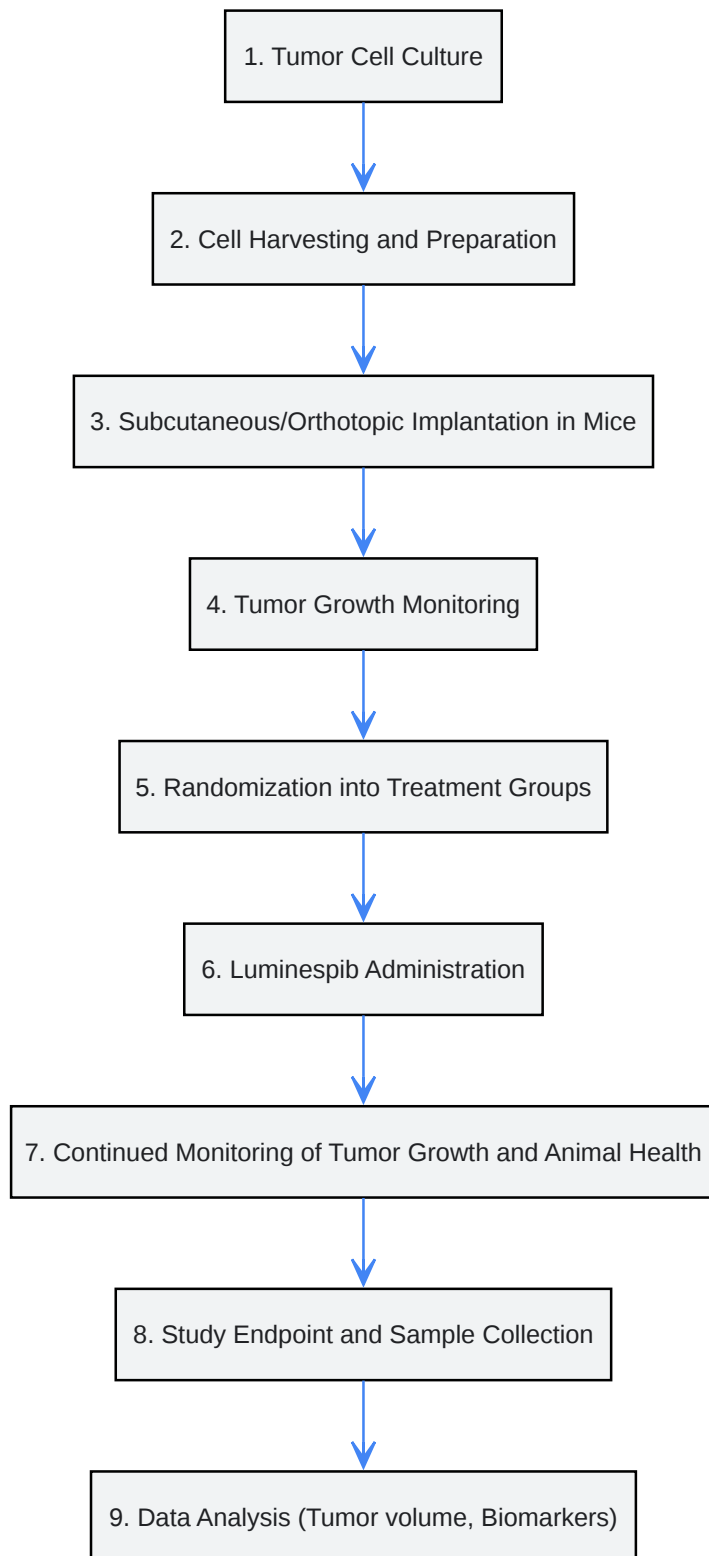 1. Tumor Cell Culture
2. Cell Harvesting and Preparation
3. Subcutaneous/Orthotopic Implantation in Mice
4. Tumor Growth Monitoring
5. Randomization into Treatment Groups
6. Luminespib Administration
7. Continued Monitoring of Tumor Growth and Animal Health
8. Study Endpoint and Sample Collection
9. Data Analysis (Tumor volume, Biomarkers)